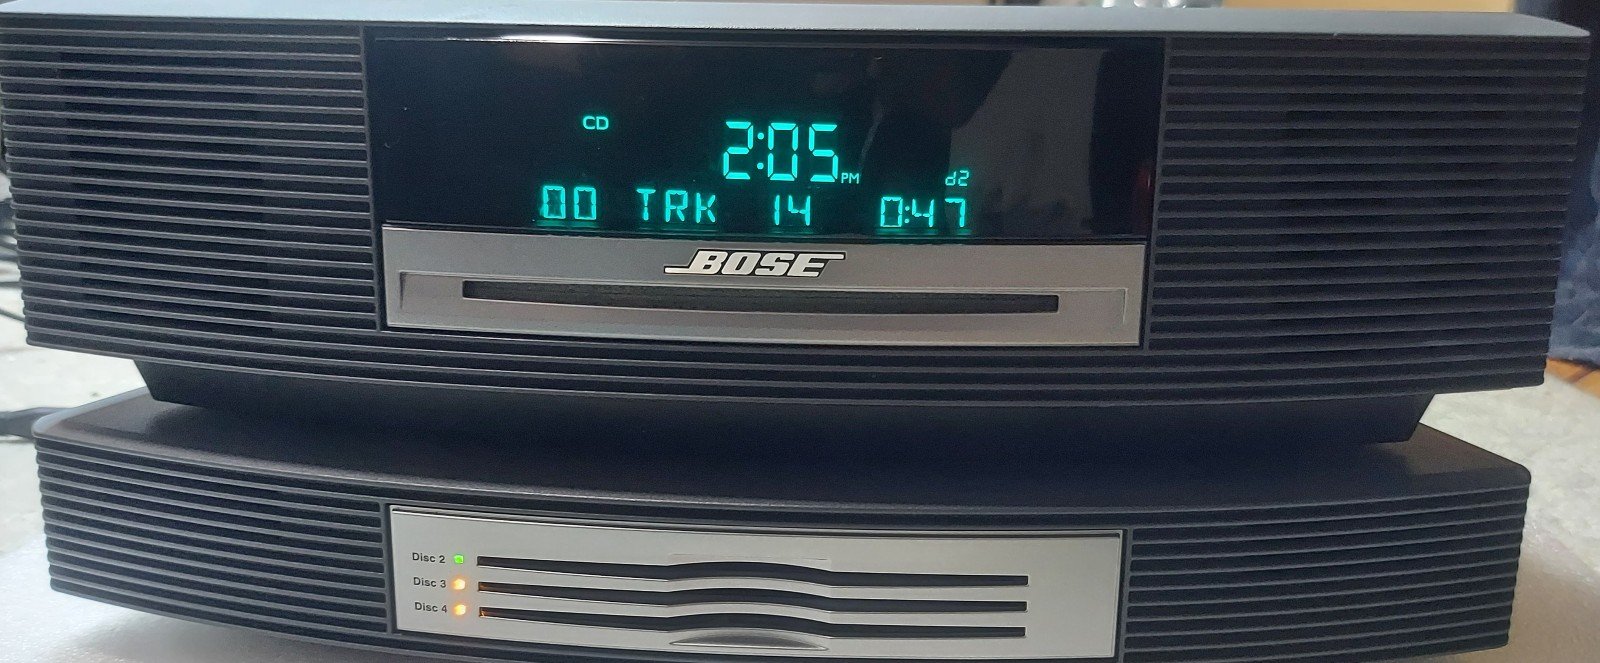 CD
2:05 PM
d2
00 TRK 14 0:47
BOSE
Disc 2
Disc 3
Disc 4